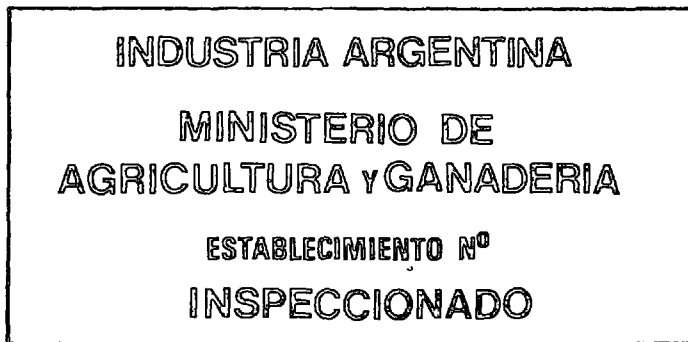 INDUSTRIA ARGENTINA
MINISTERIO DE
AGRICULTURA Y GANADERIA
ESTABLECIMIENTO Nº
INSPECCIONADO